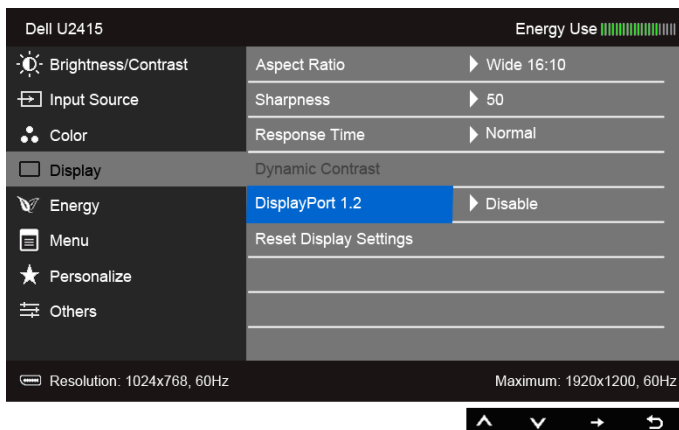 Dell U2415 Energy Use
Brightness/Contrast Aspect Ratio Wide 16:10
Input Source Sharpness 50
Color Response Time Normal
Display Dynamic Contrast
Energy DisplayPort 1.2 Disable
Menu Reset Display Settings
Personalize
Others
Resolution: 1024x768, 60Hz Maximum: 1920x1200, 60Hz